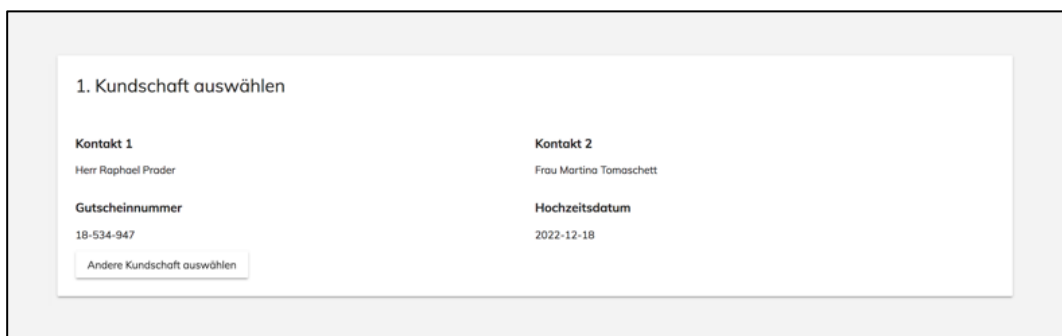 1. Kundschaft auswählen
Kontakt 1
Kontakt 2
Herr Raphael Prader
Frau Martina Tomaschett
Gutscheinnummer
Hochzeitsdatum
18-534-947
2022-12-18
Andere Kundschaft auswählen